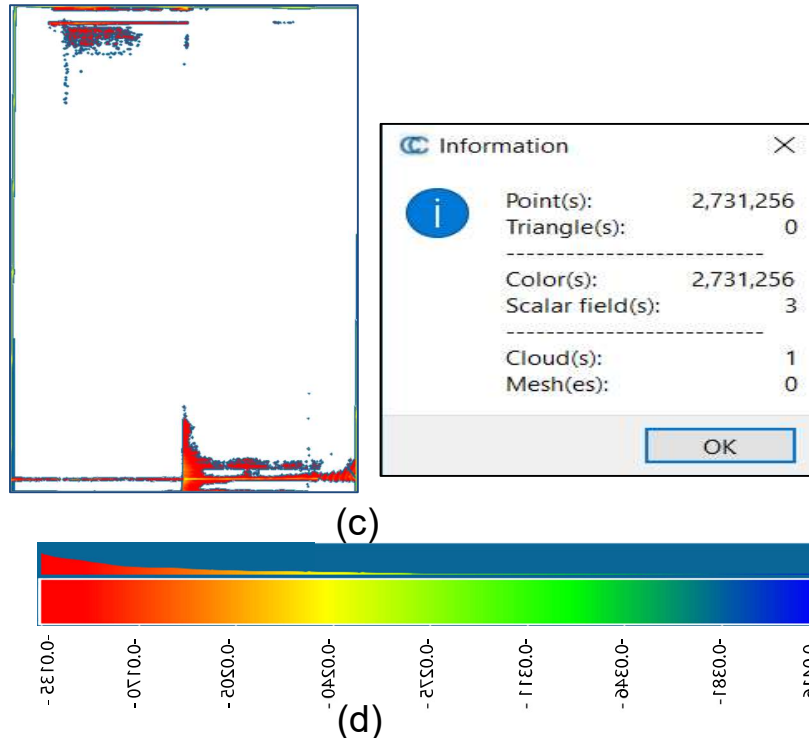 Information
Point(s): 2,731,256
Triangle(s): 0
---------------------------
Color(s): 2,731,256
Scalar field(s): 3
---------------------------
Cloud(s): 1
Mesh(es): 0
OK
(c)
-0.0135 -
-0.0170 -
-0.0205 -
-0.0240 -
-0.0275 -
-0.0311 -
-0.0346 -
-0.0381 -
(d)